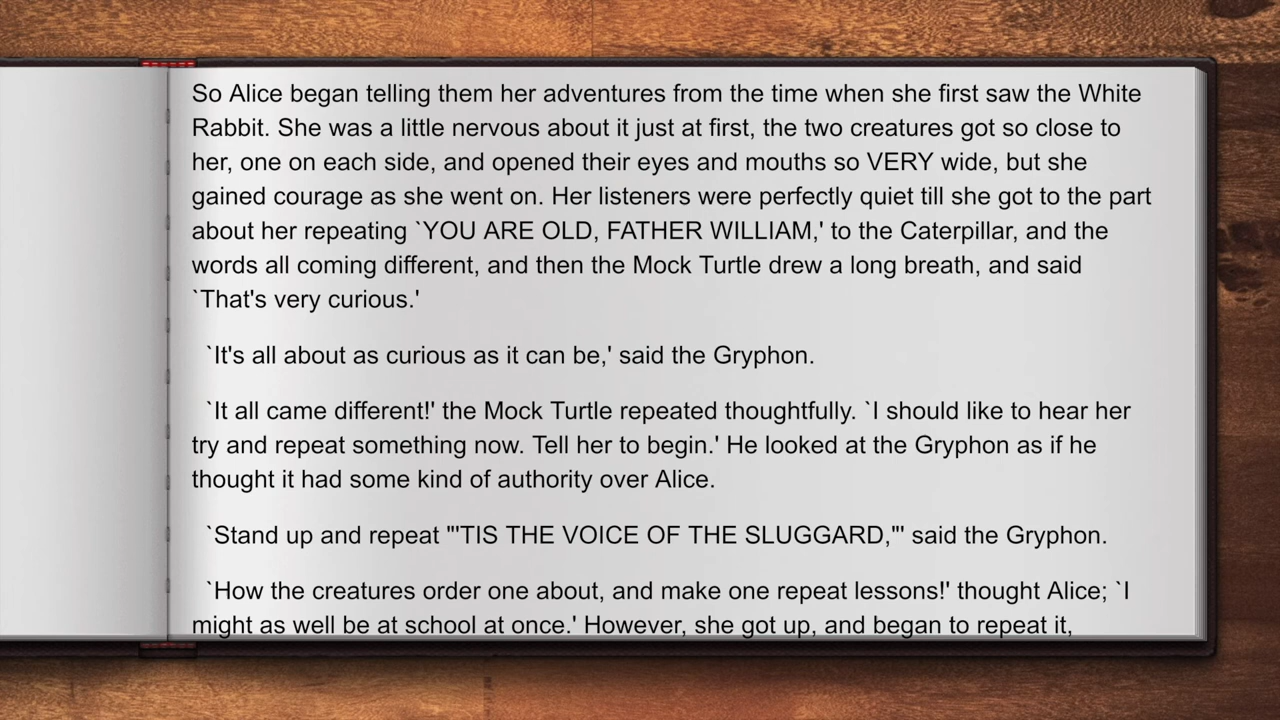 So Alice began telling them her adventures from the time when she first saw the White
Rabbit. She was a little nervous about it just at first, the two creatures got so close to
her, one on each side, and opened their eyes and mouths so VERY wide, but she
gained courage as she went on. Her listeners were perfectly quiet till she got to the part
about her repeating `YOU ARE OLD, FATHER WILLIAM,' to the Caterpillar, and the
words all coming different, and then the Mock Turtle drew a long breath, and said
`That's very curious.'
`It's all about as curious as it can be,' said the Gryphon.
`It all came different!' the Mock Turtle repeated thoughtfully. `I should like to hear her
try and repeat something now. Tell her to begin.' He looked at the Gryphon as if he
thought it had some kind of authority over Alice.
`Stand up and repeat "'TIS THE VOICE OF THE SLUGGARD,"' said the Gryphon.
`How the creatures order one about, and make one repeat lessons!' thought Alice; `I
might as well be at school at once.' However, she got up, and began to repeat it,